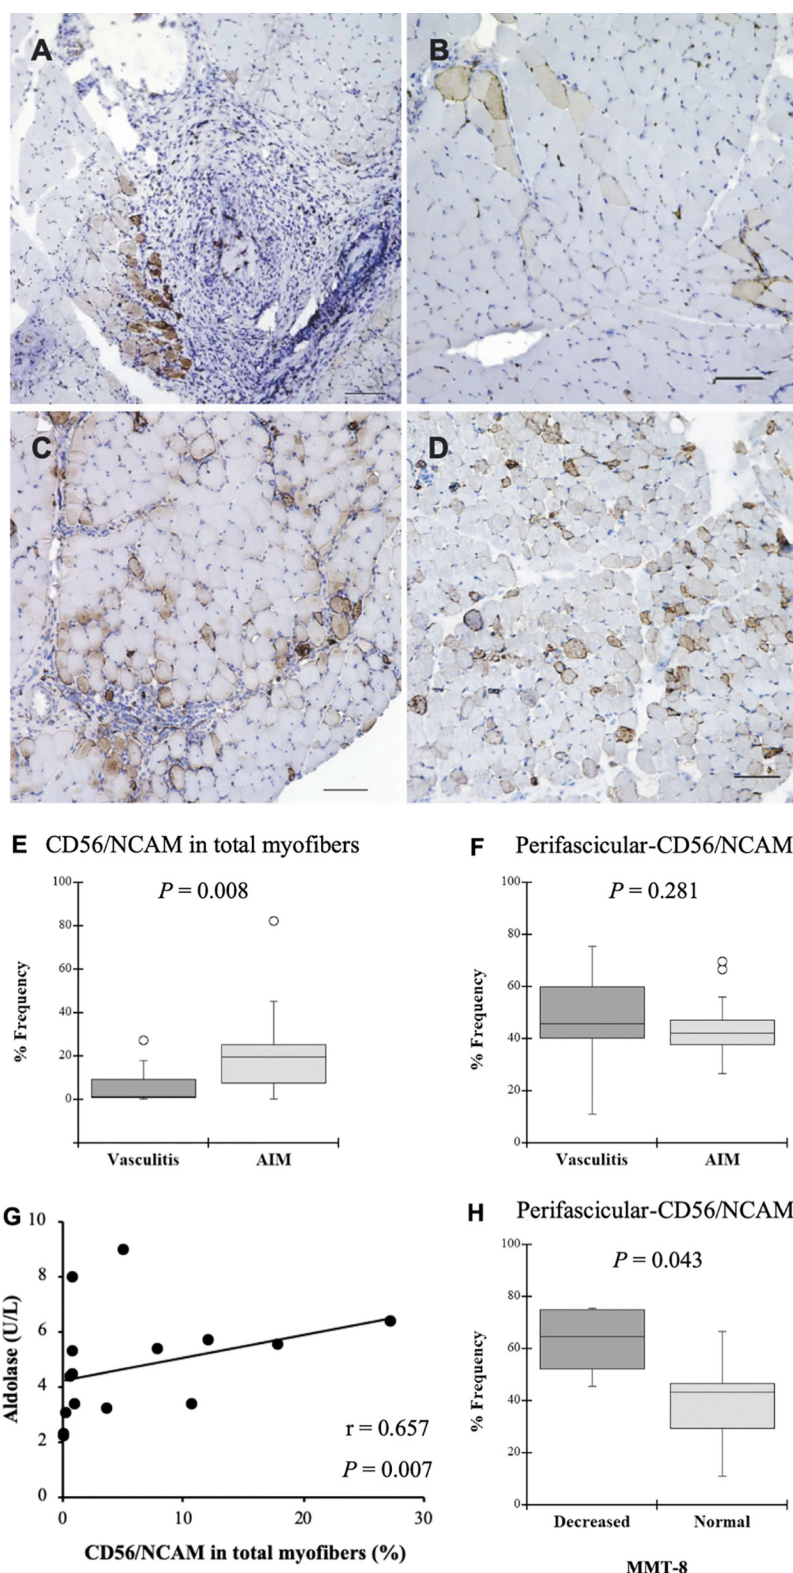 A
B
C
D
E CD56/NCAM in total myofibers
P = 0.008
100
80
60
40
20
0
% Frequency
Vasculitis AIM
F Perifascicular-CD56/NCAM
P = 0.281
100
80
60
40
20
0
% Frequency
Vasculitis AIM
G
10
8
6
4
2
0
Aldolase (U/L)
r = 0.657
P = 0.007
0 10 20 30
CD56/NCAM in total myofibers (%)
H Perifascicular-CD56/NCAM
P = 0.043
100
80
60
40
20
0
% Frequency
Decreased Normal
MMT-8